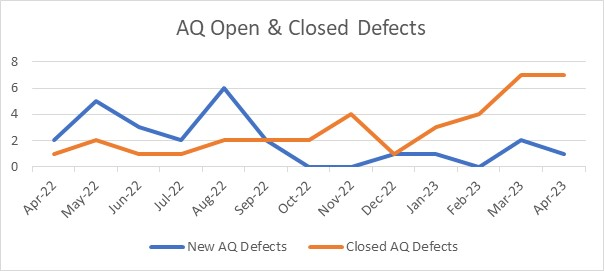 AQ Open & Closed Defects
8
6
4
2
0
Apr-22
May-22
Jun-22
Jul-22
Aug-22
Sep-22
Oct-22
Nov-22
Dec-22
Jan-23
Feb-23
Mar-23
Apr-23
New AQ Defects
Closed AQ Defects